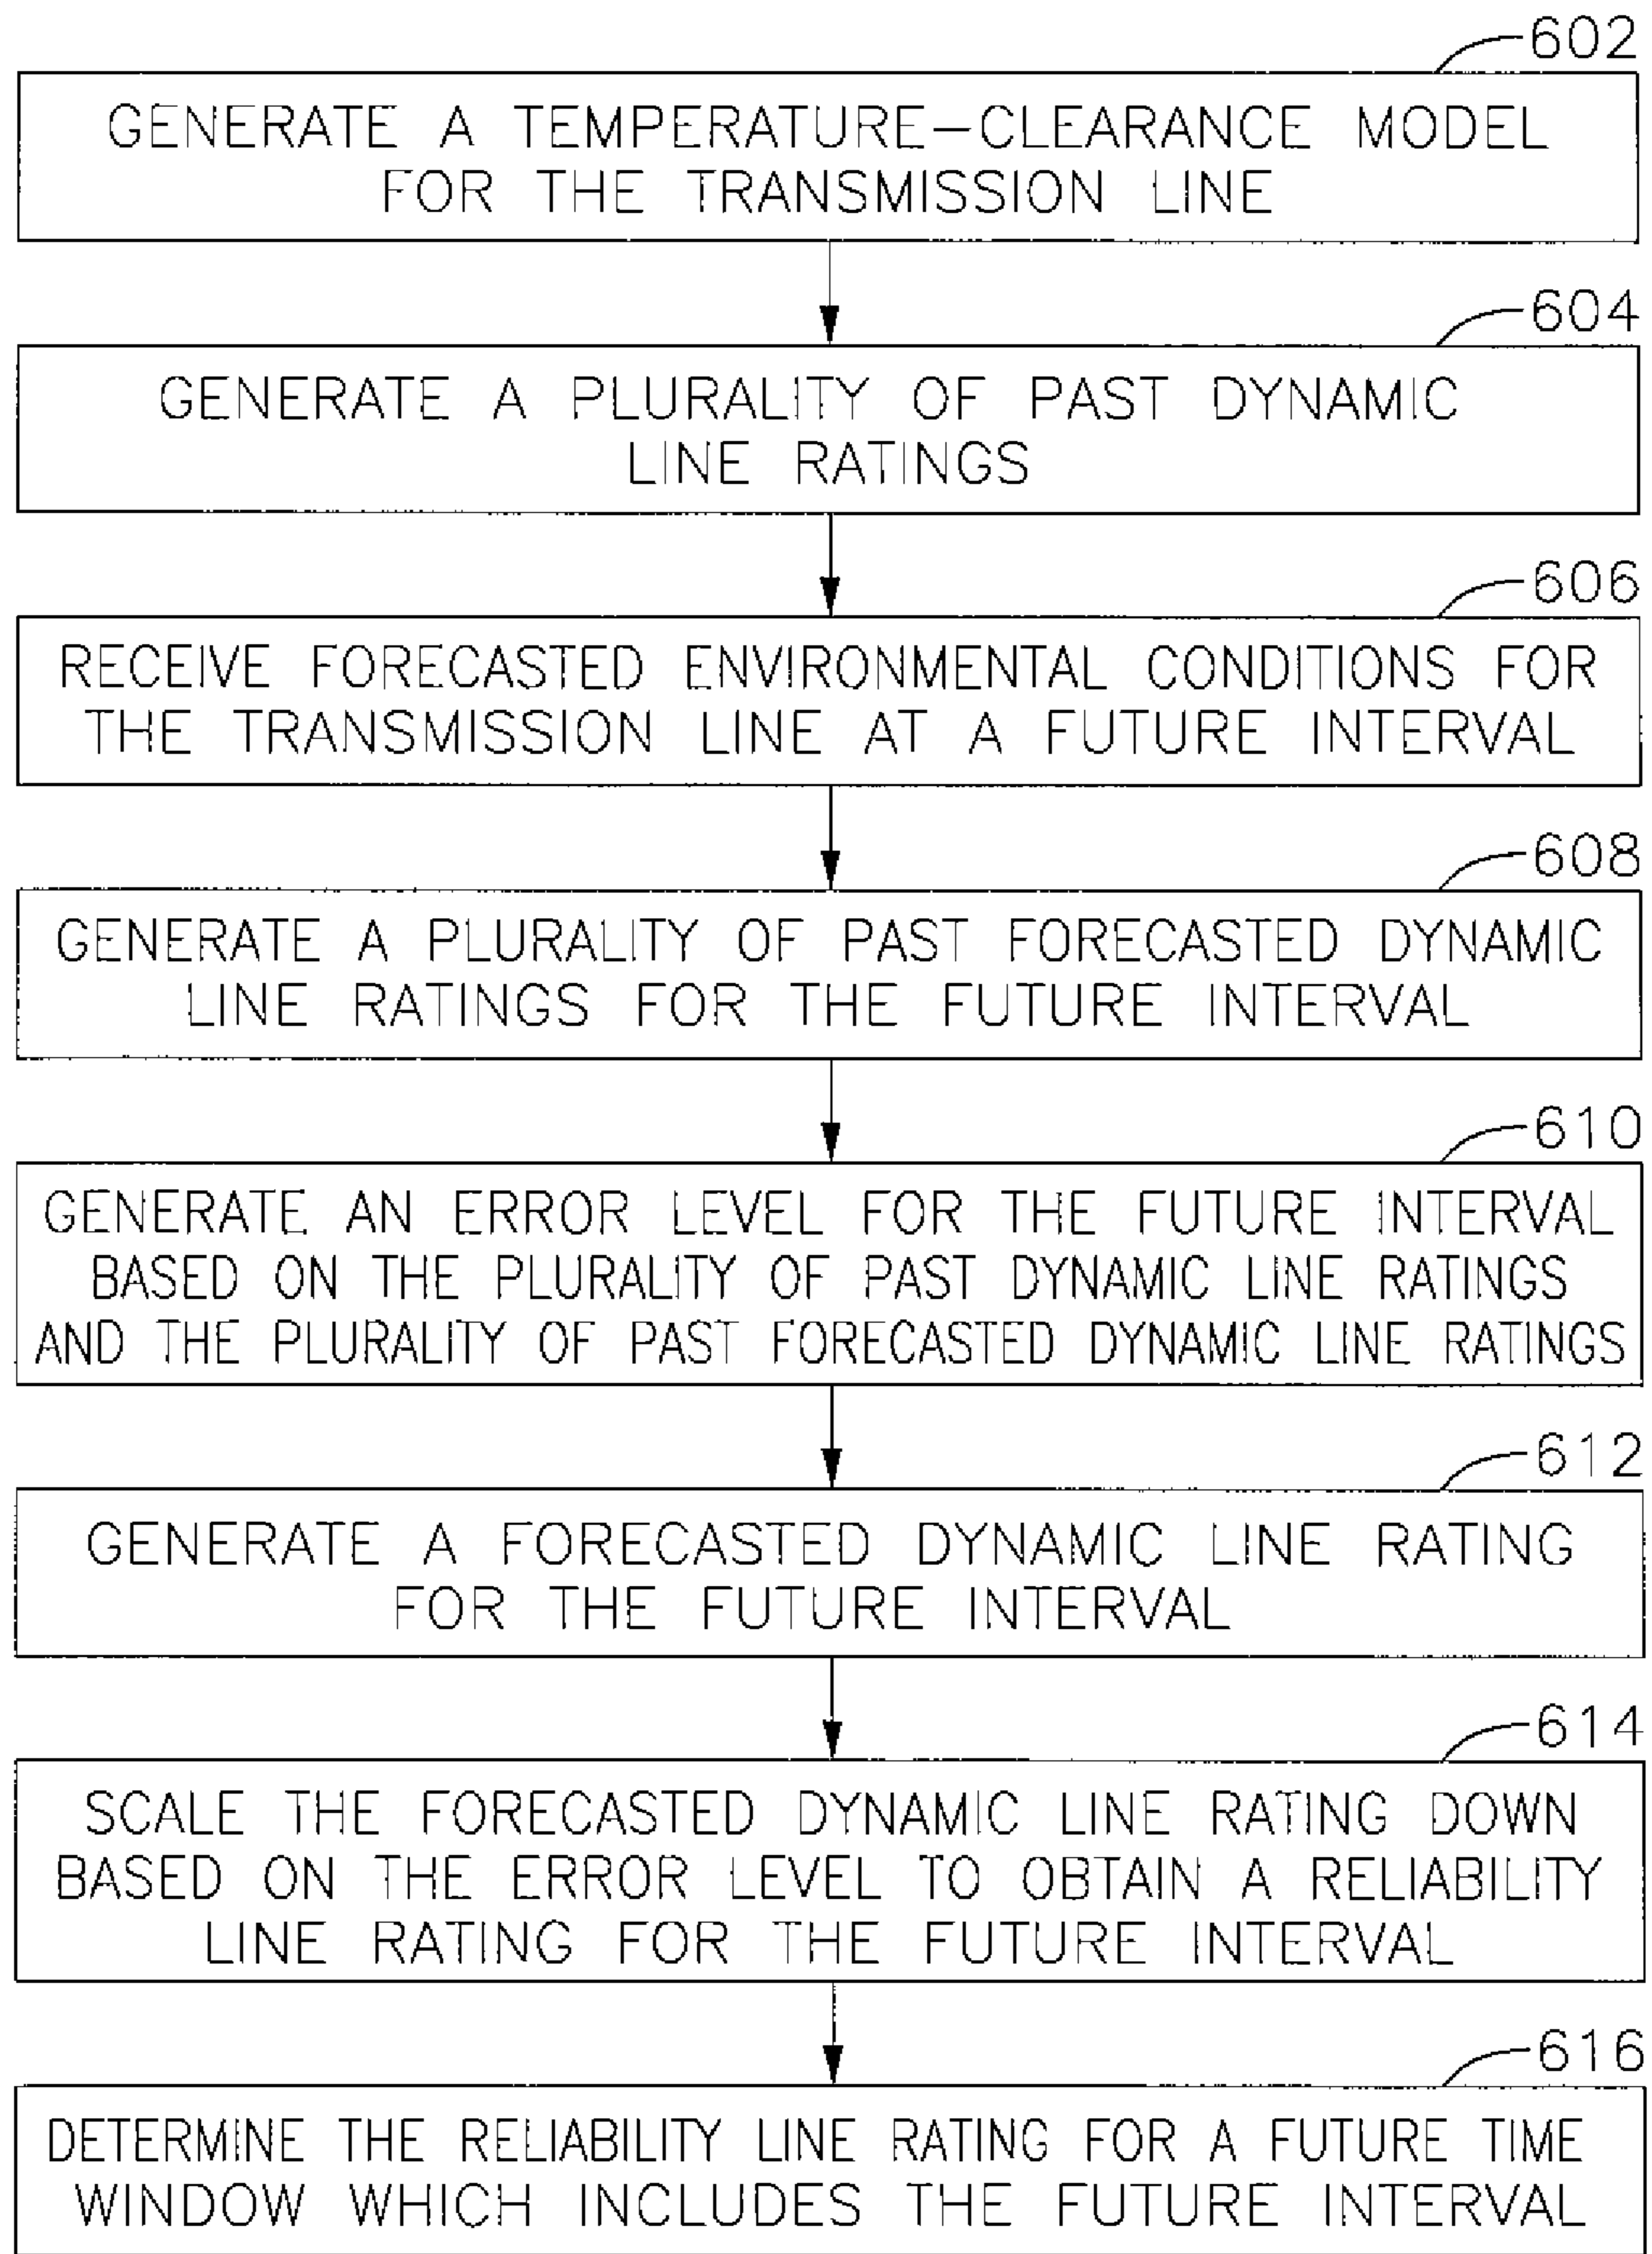 602
GENERATE A TEMPERATURE-CLEARANCE MODEL
FOR THE TRANSMISSION LINE
604
GENERATE A PLURALITY OF PAST DYNAMIC
LINE RATINGS
606
RECEIVE FORECASTED ENVIRONMENTAL CONDITIONS FOR
THE TRANSMISSION LINE AT A FUTURE INTERVAL
608
GENERATE A PLURALITY OF PAST FORECASTED DYNAMIC
LINE RATINGS FOR THE FUTURE INTERVAL
610
GENERATE AN ERROR LEVEL FOR THE FUTURE INTERVAL
BASED ON THE PLURALITY OF PAST DYNAMIC LINE RATINGS
AND THE PLURALITY OF PAST FORECASTED DYNAMIC LINE RATINGS
612
GENERATE A FORECASTED DYNAMIC LINE RATING
FOR THE FUTURE INTERVAL
614
SCALE THE FORECASTED DYNAMIC LINE RATING DOWN
BASED ON THE ERROR LEVEL TO OBTAIN A RELIABILITY
LINE RATING FOR THE FUTURE INTERVAL
616
DETERMINE THE RELIABILITY LINE RATING FOR A FUTURE TIME
WINDOW WHICH INCLUDES THE FUTURE INTERVAL